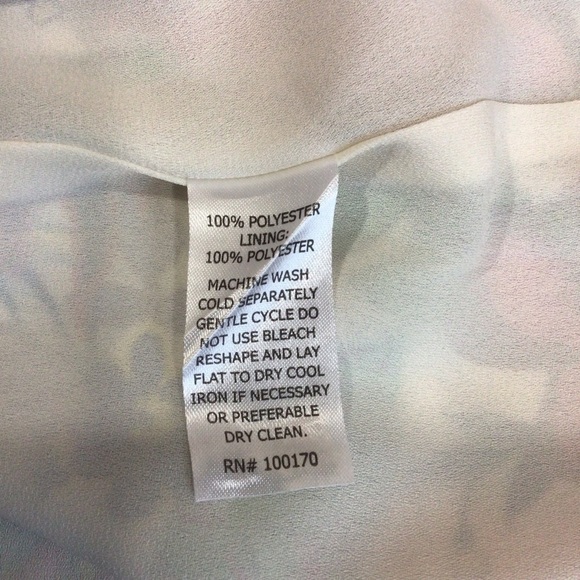 100% POLYESTER
LINING:
100% POLYESTER
MACHINE WASH
COLD SEPARATELY
GENTLE CYCLE DO
NOT USE BLEACH
RESHAPE AND LAY
FLAT TO DRY COOL
IRON IF NECESSARY
OR PREFERABLE
DRY CLEAN.
RN# 100170